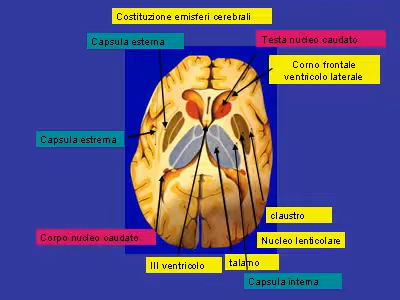 Costituzione emisferi cerebrali
Capsula esterna
Testa nucleo caudato
Corno frontale
ventricolo laterale
Capsula estrema
claustro
Corpo nucleo caudato
Nucleo lenticolare
III ventricolo
talamo
Capsula interna